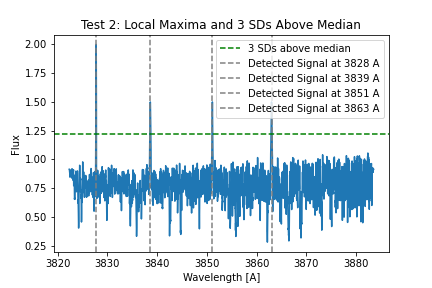 Test 2: Local Maxima and 3 SDs Above Median
2.00
1.75
1.50
1.25
1.00
0.75
0.50
0.25
Flux
3 SDs above median
Detected Signal at 3828 Å
Detected Signal at 3839 Å
Detected Signal at 3851 Å
Detected Signal at 3863 Å
3820
3830
3840
3850
3860
3870
3880
Wavelength [A]